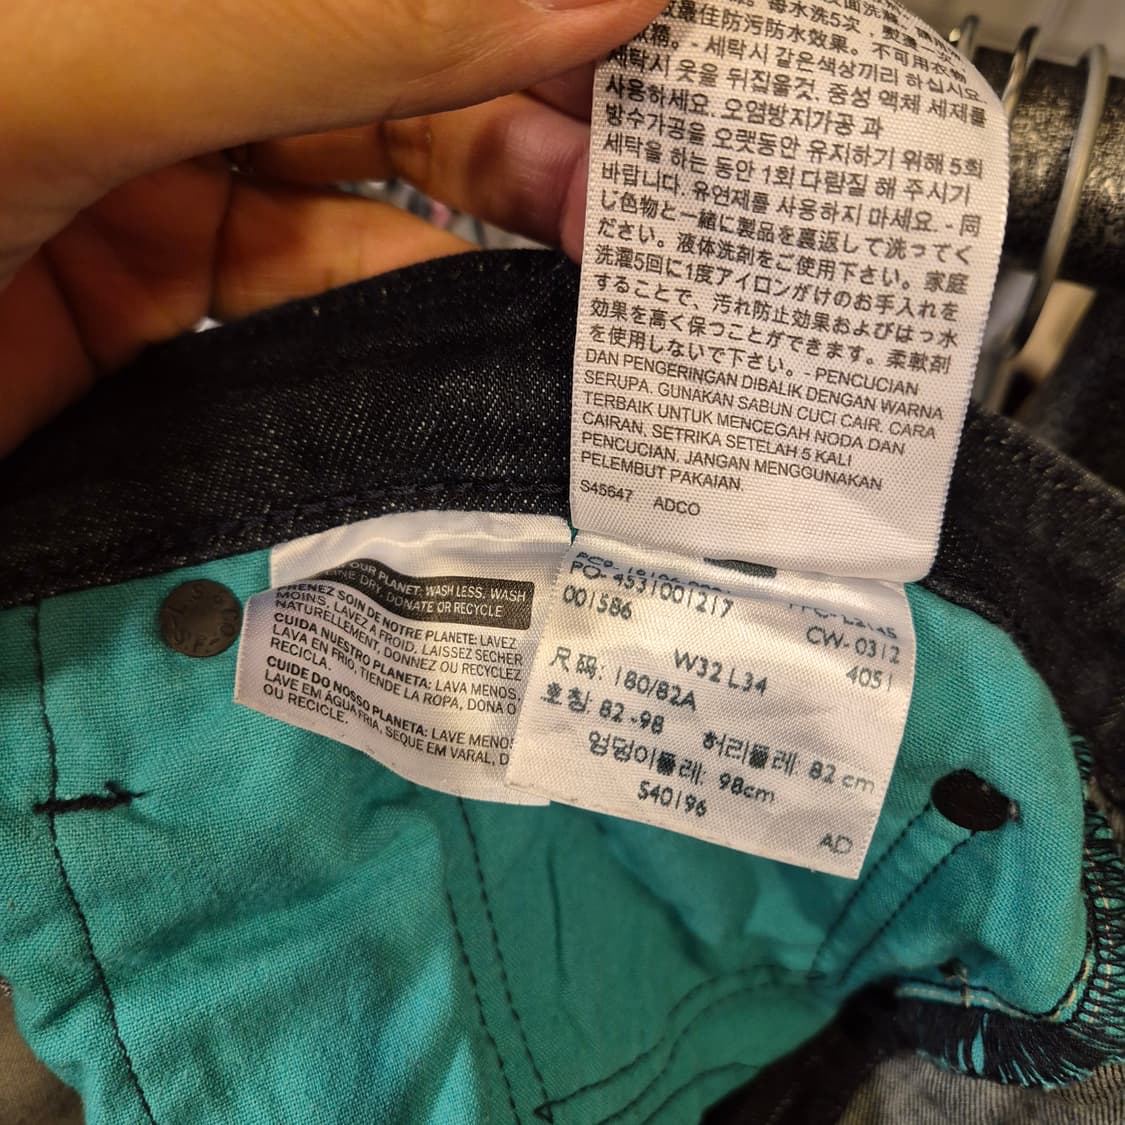 每水洗5次，
最佳防污防水效果。不可用衣物
- 세탁시 같은색상끼리 하십시요.
세탁시 옷을 뒤집을것. 중성 액체 세제를
사용하세요. 오염방지가공 과
방수가공을 오랫동안 유지하기 위해 5회
세탁을 하는 동안 1회 다람질 해 주시기
바랍니다. 유연제를 사용하지 마세요. - 同
じ色物と一緒に製品を裏返して洗ってく
ださい。液体洗剤をご使用下さい。家庭
洗濯5回に1度アイロンがけのお手入れを
することで、汚れ防止効果およびはっ水
効果を高く保つことができます。柔軟剤
を使用しないで下さい。- PENCUCIAN
DAN PENGERINGAN DIBALIK DENGAN WARNA
SERUPA. GUNAKAN SABUN CUCI CAIR. CARA
TERBAIK UNTUK MENCEGAH NODA DAN
CAIRAN, SETRIKA SETELAH 5 KALI
PENCUCIAN. JANGAN MENGGUNAKAN
PELEMBUT PAKAIAN.
S45547 ADCO
OUR PLANET: WASH LESS, WASH
LINE DRY, DONATE OR RECYCLE
PRENEZ SOIN DE NOTRE PLANETE: LAVEZ
MOINS, LAVEZ À FROID, LAISSEZ SECHER
NATURELLEMENT, DONNEZ OU RECYCLEZ
CUIDA NUESTRO PLANETA: LAVA MENOS,
LAVA EN FRIO, TIENDE LA ROPA, DONA O
RECICLA.
CUIDE DO NOSSO PLANETA: LAVE MENOS
LAVE EM ÁGUA FRIA, SEQUE EM VARAL, D
OU RECICLE.
PO- 4531001217
001586
CW-0312
4051
W32 L34
尺码: 180/82A
호칭: 82 -98
허리둘레: 82 cm
엉덩이둘레: 98cm
S40196
AD